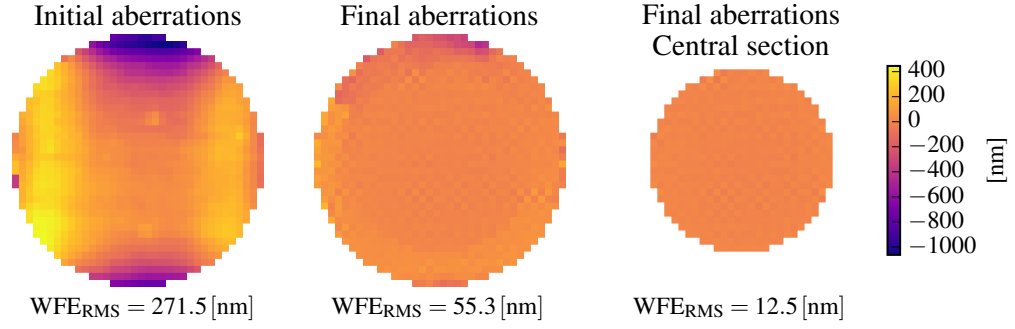 Initial aberrations
Final aberrations
Final aberrations
Central section
400
200
0
−200
−400
−600
−800
−1000
[nm]
WFE_RMS = 271.5 [nm]
WFE_RMS = 55.3 [nm]
WFE_RMS = 12.5 [nm]